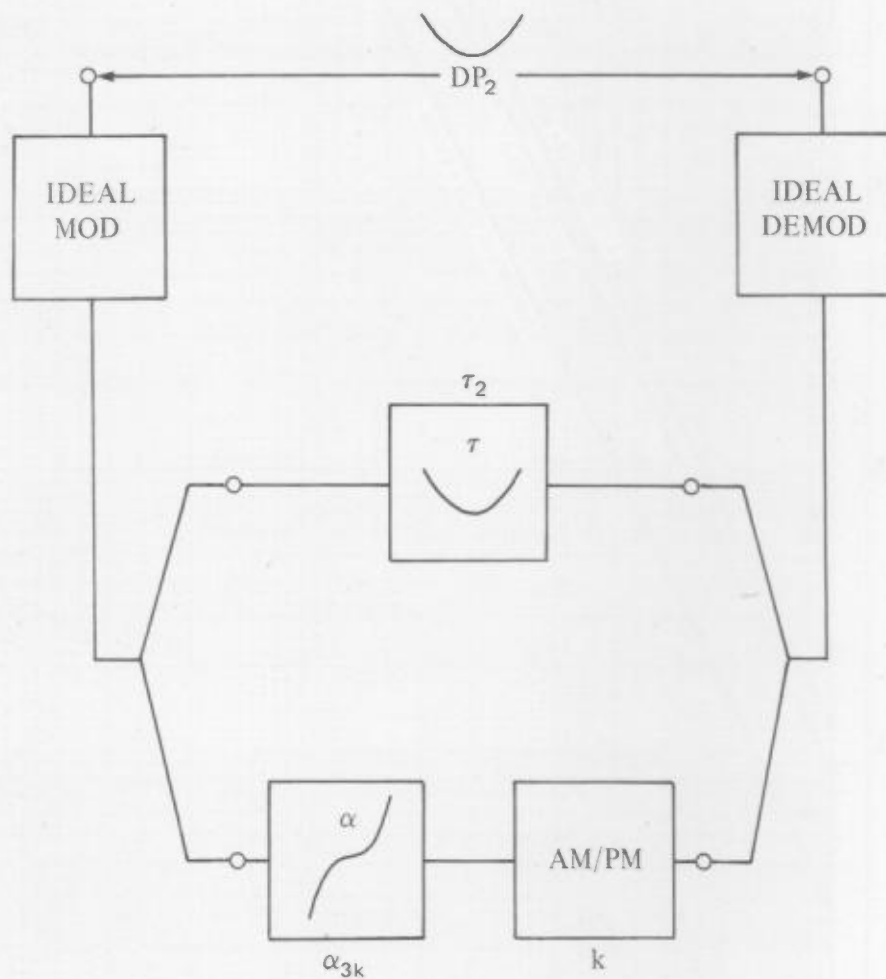 DP₂
IDEAL
MOD
IDEAL
DEMOD
τ₂
τ
α
AM/PM
α₃ₖ
k